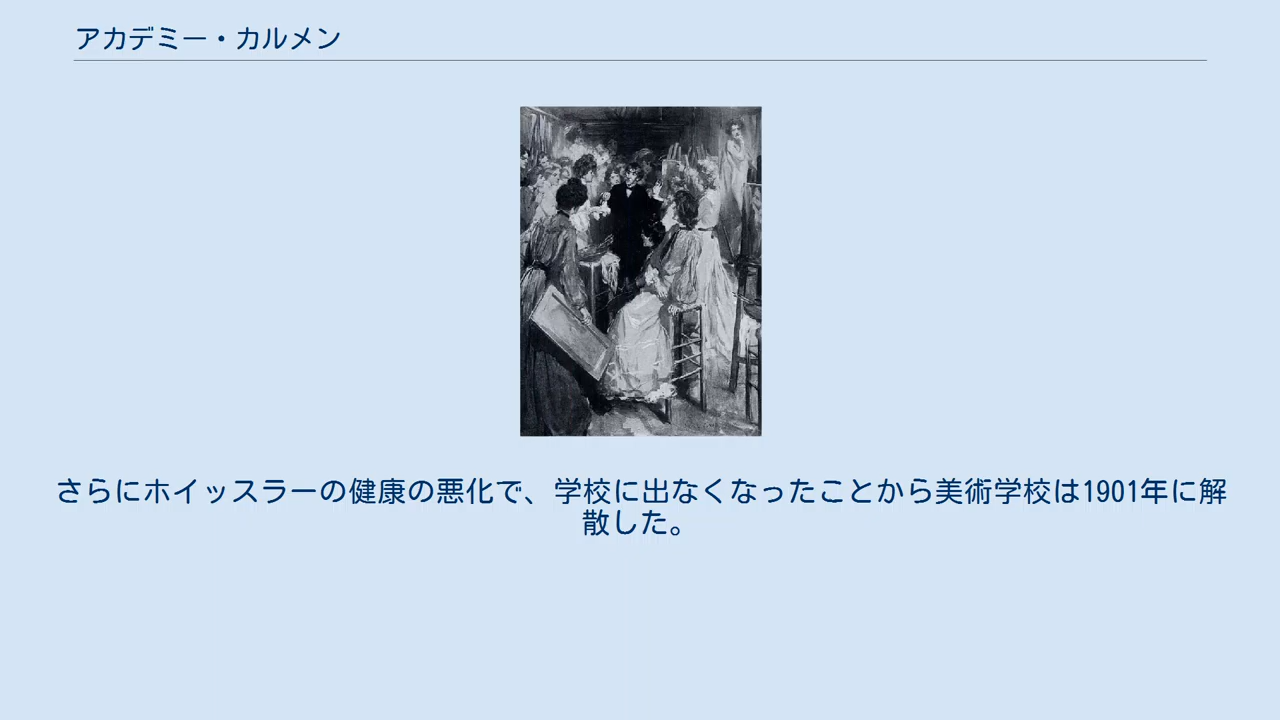 アカデミー・カルメン
さらにホイッスラーの健康の悪化で、学校に出なくなったことから美術学校は1901年に解
散した。